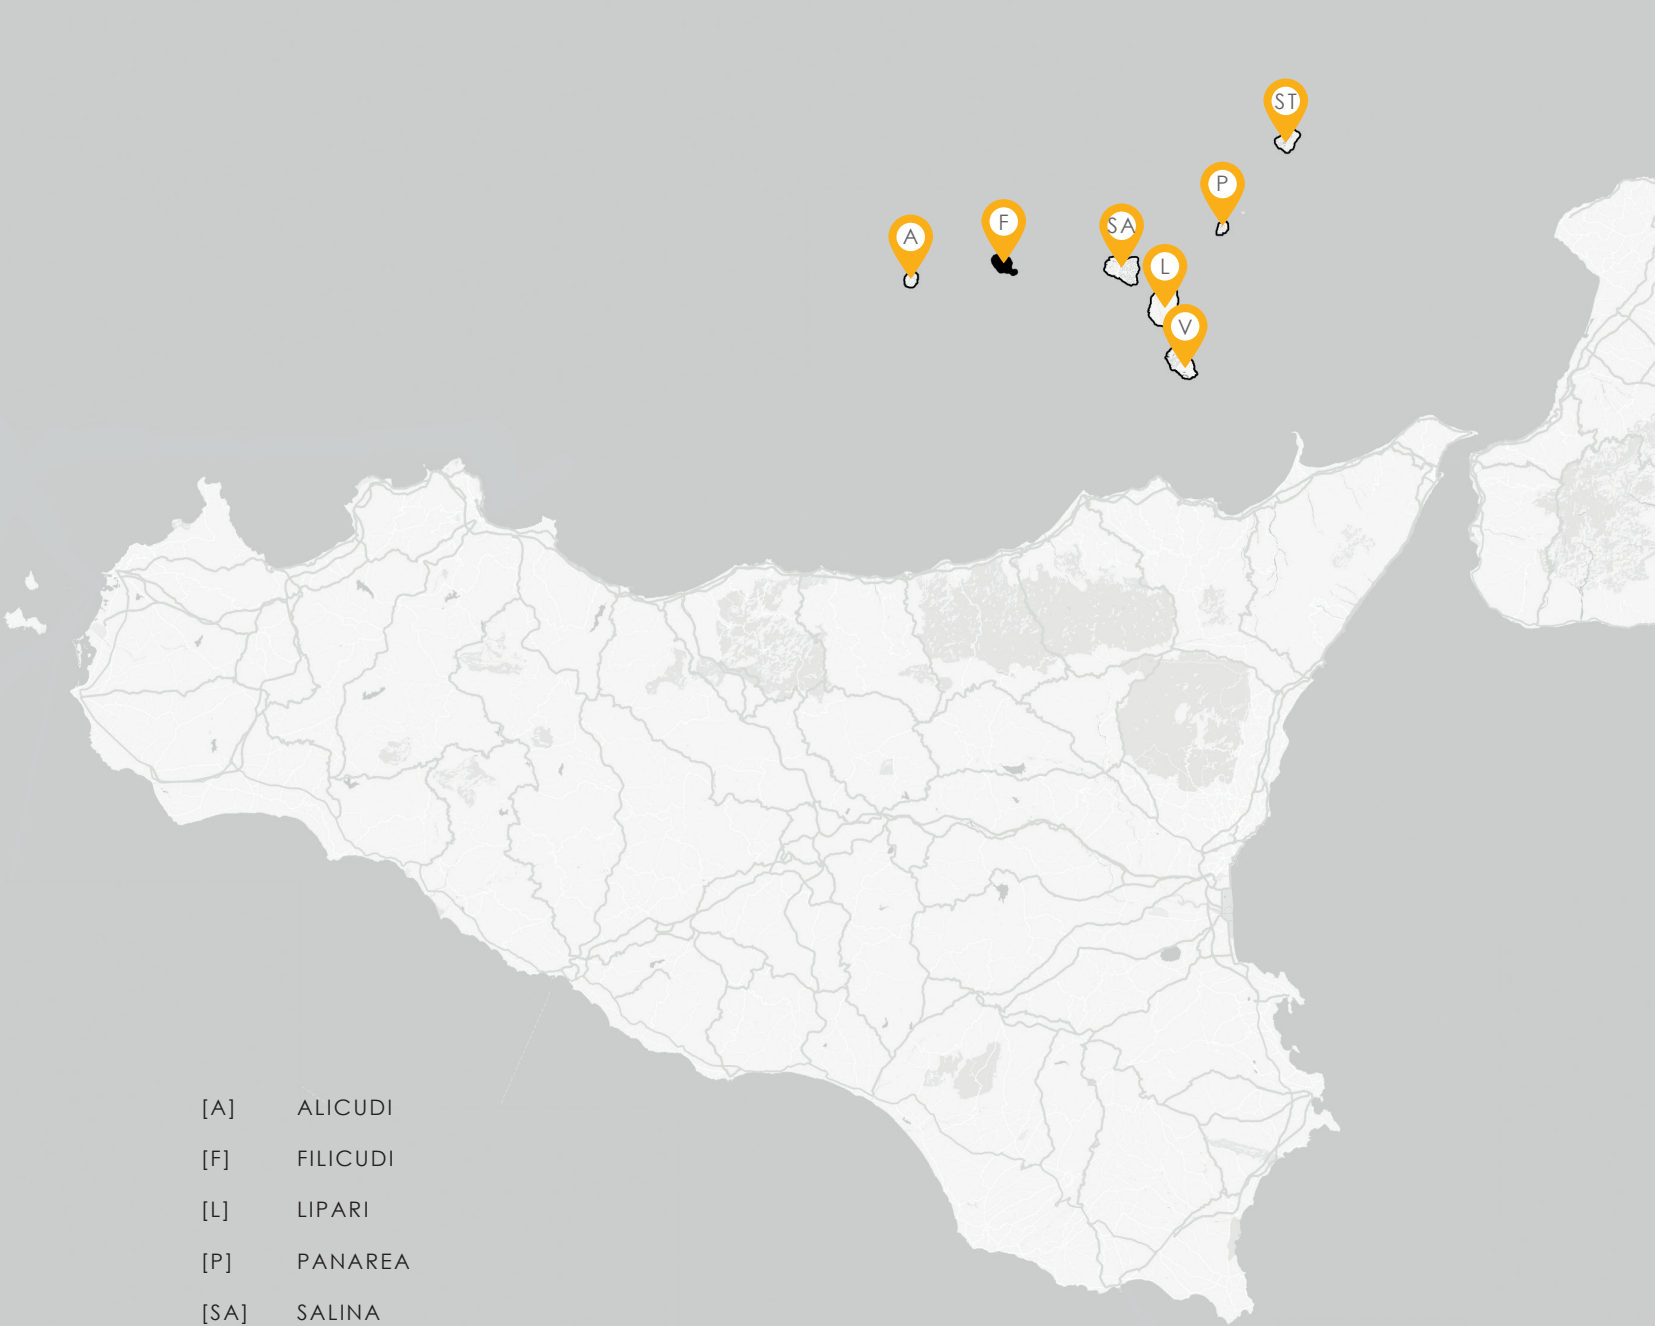 ST
P
F
SA
A
L
V
[A] ALICUDI
[F] FILICUDI
[L] LIPARI
[P] PANAREA
[SA] SALINA